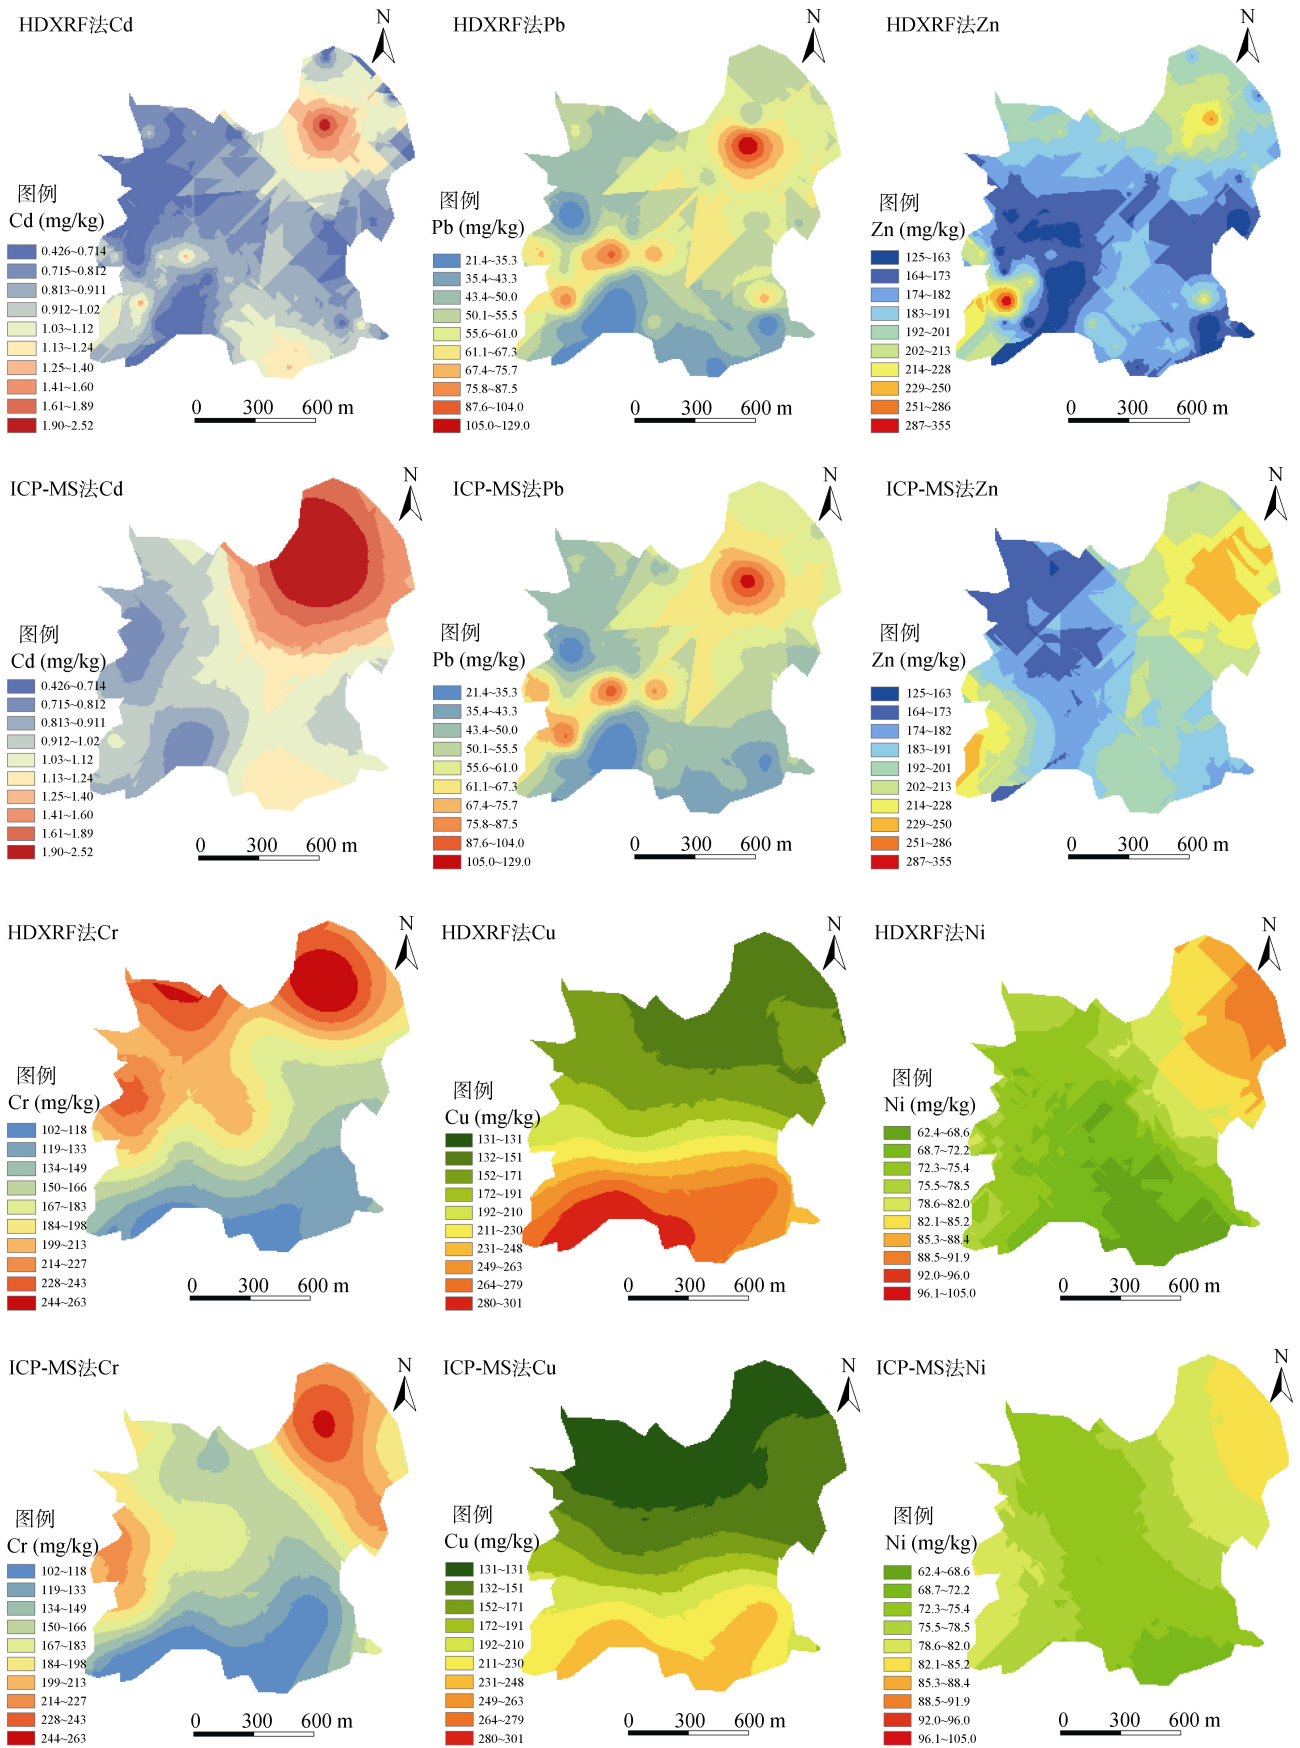 HDXRF法Cd
N
图例
Cd (mg/kg)
0.426~0.714
0.715~0.812
0.813~0.911
0.912~1.02
1.03~1.12
1.13~1.24
1.25~1.40
1.41~1.60
1.61~1.89
1.90~2.52
0 300 600 m
HDXRF法Pb
N
图例
Pb (mg/kg)
21.4~35.3
35.4~43.3
43.4~50.0
50.1~55.5
55.6~61.0
61.1~67.3
67.4~75.7
75.8~87.5
87.6~104.0
105.0~129.0
0 300 600 m
HDXRF法Zn
N
图例
Zn (mg/kg)
125~163
164~173
174~182
183~191
192~201
202~213
214~228
229~250
251~286
287~355
0 300 600 m
ICP-MS法Cd
N
图例
Cd (mg/kg)
0.426~0.714
0.715~0.812
0.813~0.911
0.912~1.02
1.03~1.12
1.13~1.24
1.25~1.40
1.41~1.60
1.61~1.89
1.90~2.52
0 300 600 m
ICP-MS法Pb
N
图例
Pb (mg/kg)
21.4~35.3
35.4~43.3
43.4~50.0
50.1~55.5
55.6~61.0
61.1~67.3
67.4~75.7
75.8~87.5
87.6~104.0
105.0~129.0
0 300 600 m
ICP-MS法Zn
N
图例
Zn (mg/kg)
125~163
164~173
174~182
183~191
192~201
202~213
214~228
229~250
251~286
287~355
0 300 600 m
HDXRF法Cr
N
图例
Cr (mg/kg)
102~118
119~133
134~149
150~166
167~183
184~198
199~213
214~227
228~243
244~263
0 300 600 m
HDXRF法Cu
N
图例
Cu (mg/kg)
131~131
132~151
152~171
172~191
192~210
211~230
231~248
249~263
264~279
280~301
0 300 600 m
HDXRF法Ni
N
图例
Ni (mg/kg)
62.4~68.6
68.7~72.2
72.3~75.4
75.5~78.5
78.6~82.0
82.1~85.2
85.3~88.4
88.5~91.9
92.0~96.0
96.1~105.0
0 300 600 m
ICP-MS法Cr
N
图例
Cr (mg/kg)
102~118
119~133
134~149
150~166
167~183
184~198
199~213
214~227
228~243
244~263
0 300 600 m
ICP-MS法Cu
N
图例
Cu (mg/kg)
131~131
132~151
152~171
172~191
192~210
211~230
231~248
249~263
264~279
280~301
0 300 600 m
ICP-MS法Ni
N
图例
Ni (mg/kg)
62.4~68.6
68.7~72.2
72.3~75.4
75.5~78.5
78.6~82.0
82.1~85.2
85.3~88.4
88.5~91.9
92.0~96.0
96.1~105.0
0 300 600 m